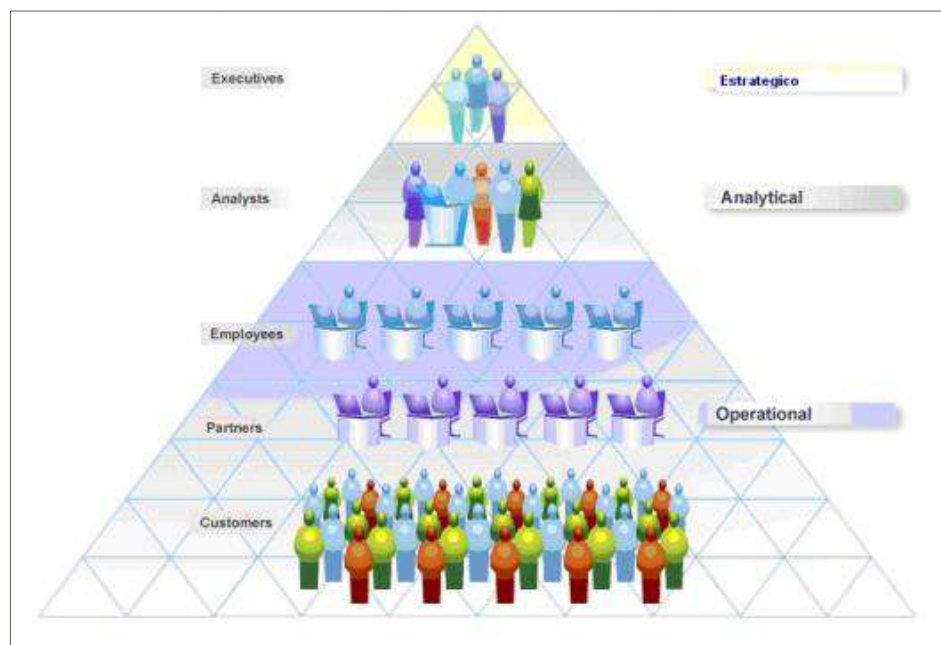 Executives
Estrategico
Analysts
Analytical
Employees
Partners
Operational
Customers